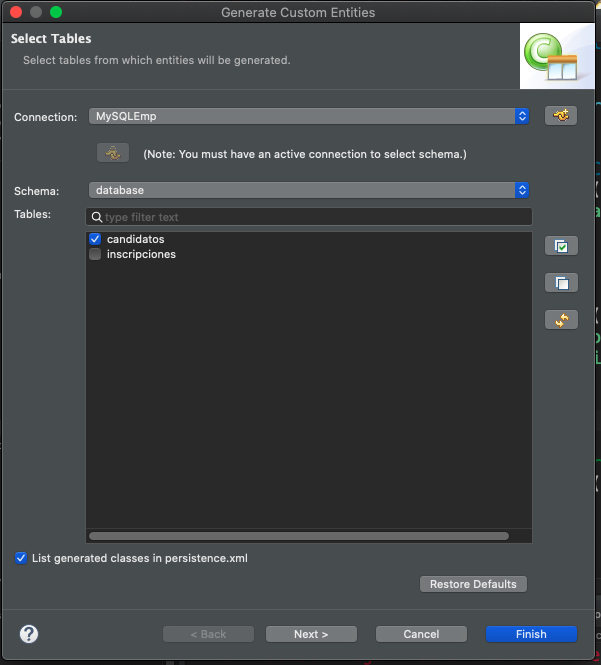 Generate Custom Entities
Select Tables
Select tables from which entities will be generated.
Connection: MySQLEmp
(Note: You must have an active connection to select schema.)
Schema: database
Tables: type filter text
candidatos
inscripciones
List generated classes in persistence.xml
Restore Defaults
? < Back Next > Cancel Finish